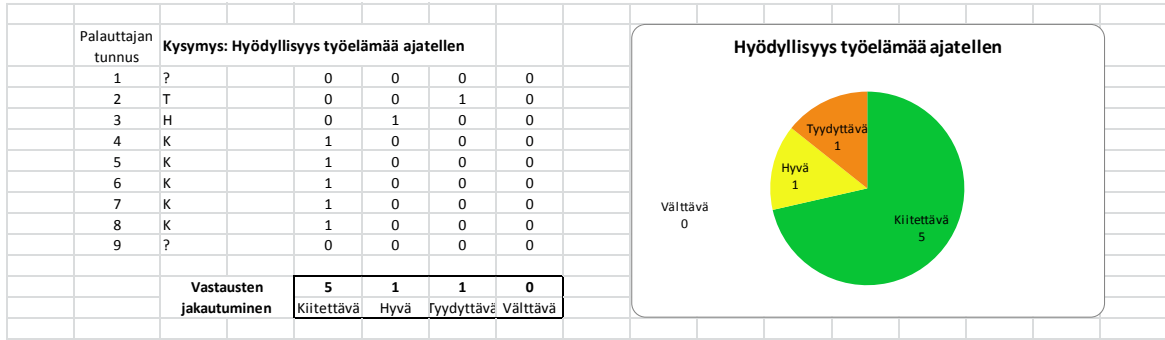 Palauttajan
tunnus
Kysymys: Hyödyllisyys työelämää ajatellen
1 ? 0 0 0 0
2 T 0 0 1 0
3 H 0 1 0 0
4 K 1 0 0 0
5 K 1 0 0 0
6 K 1 0 0 0
7 K 1 0 0 0
8 K 1 0 0 0
9 ? 0 0 0 0
Vastausten 5 1 1 0
jakautuminen Kiitettävä Hyvä Tyydyttävä Välttävä
Hyödyllisyys työelämää ajatellen
Tyydyttävä
1
Hyvä
1
Välttävä
0
Kiitettävä
5